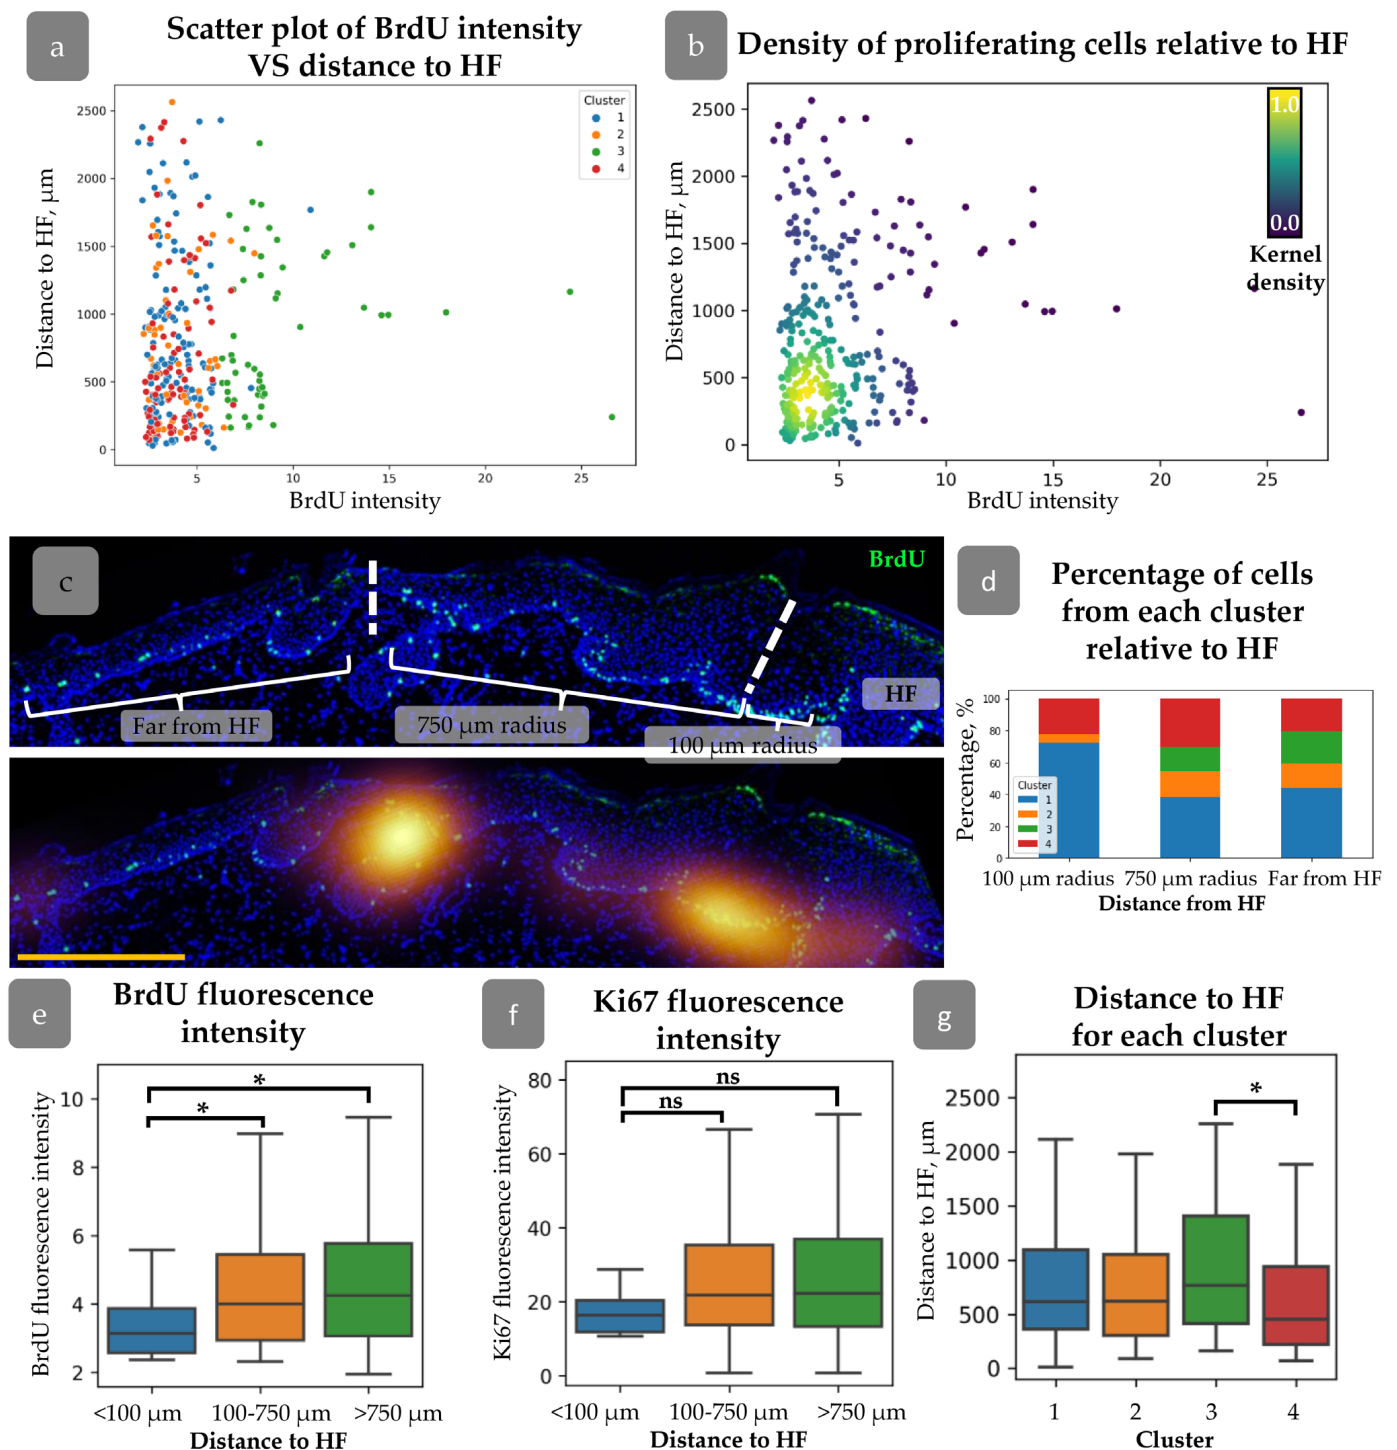 a
Scatter plot of BrdU intensity
VS distance to HF
Distance to HF, µm
2500
2000
1500
1000
500
0
Cluster
1
2
3
4
5
10
15
20
25
BrdU intensity
b
Density of proliferating cells relative to HF
Distance to HF, µm
2500
2000
1500
1000
500
0
1.0
0.0
Kernel
density
5
10
15
20
25
BrdU intensity
c
BrdU
HF
Far from HF
750 µm radius
100 µm radius
d
Percentage of cells
from each cluster
relative to HF
Percentage, %
100
80
60
40
20
0
Cluster
1
2
3
4
100 µm radius
750 µm radius
Far from HF
Distance from HF
e
BrdU fluorescence
intensity
BrdU fluorescence intensity
10
8
6
4
2
*
*
<100 µm
100-750 µm
>750 µm
Distance to HF
f
Ki67 fluorescence
intensity
Ki67 fluorescence intensity
80
60
40
20
0
ns
ns
<100 µm
100-750 µm
>750 µm
Distance to HF
g
Distance to HF
for each cluster
Distance to HF, µm
2500
2000
1500
1000
500
0
*
1
2
3
4
Cluster